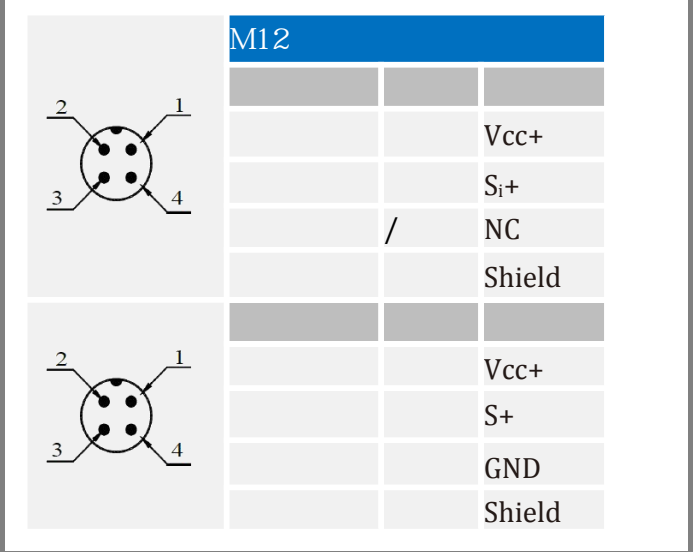 M12
2 1
3 4
Vcc+
Sᵢ+
/ NC
Shield
2 1
3 4
Vcc+
S+
GND
Shield